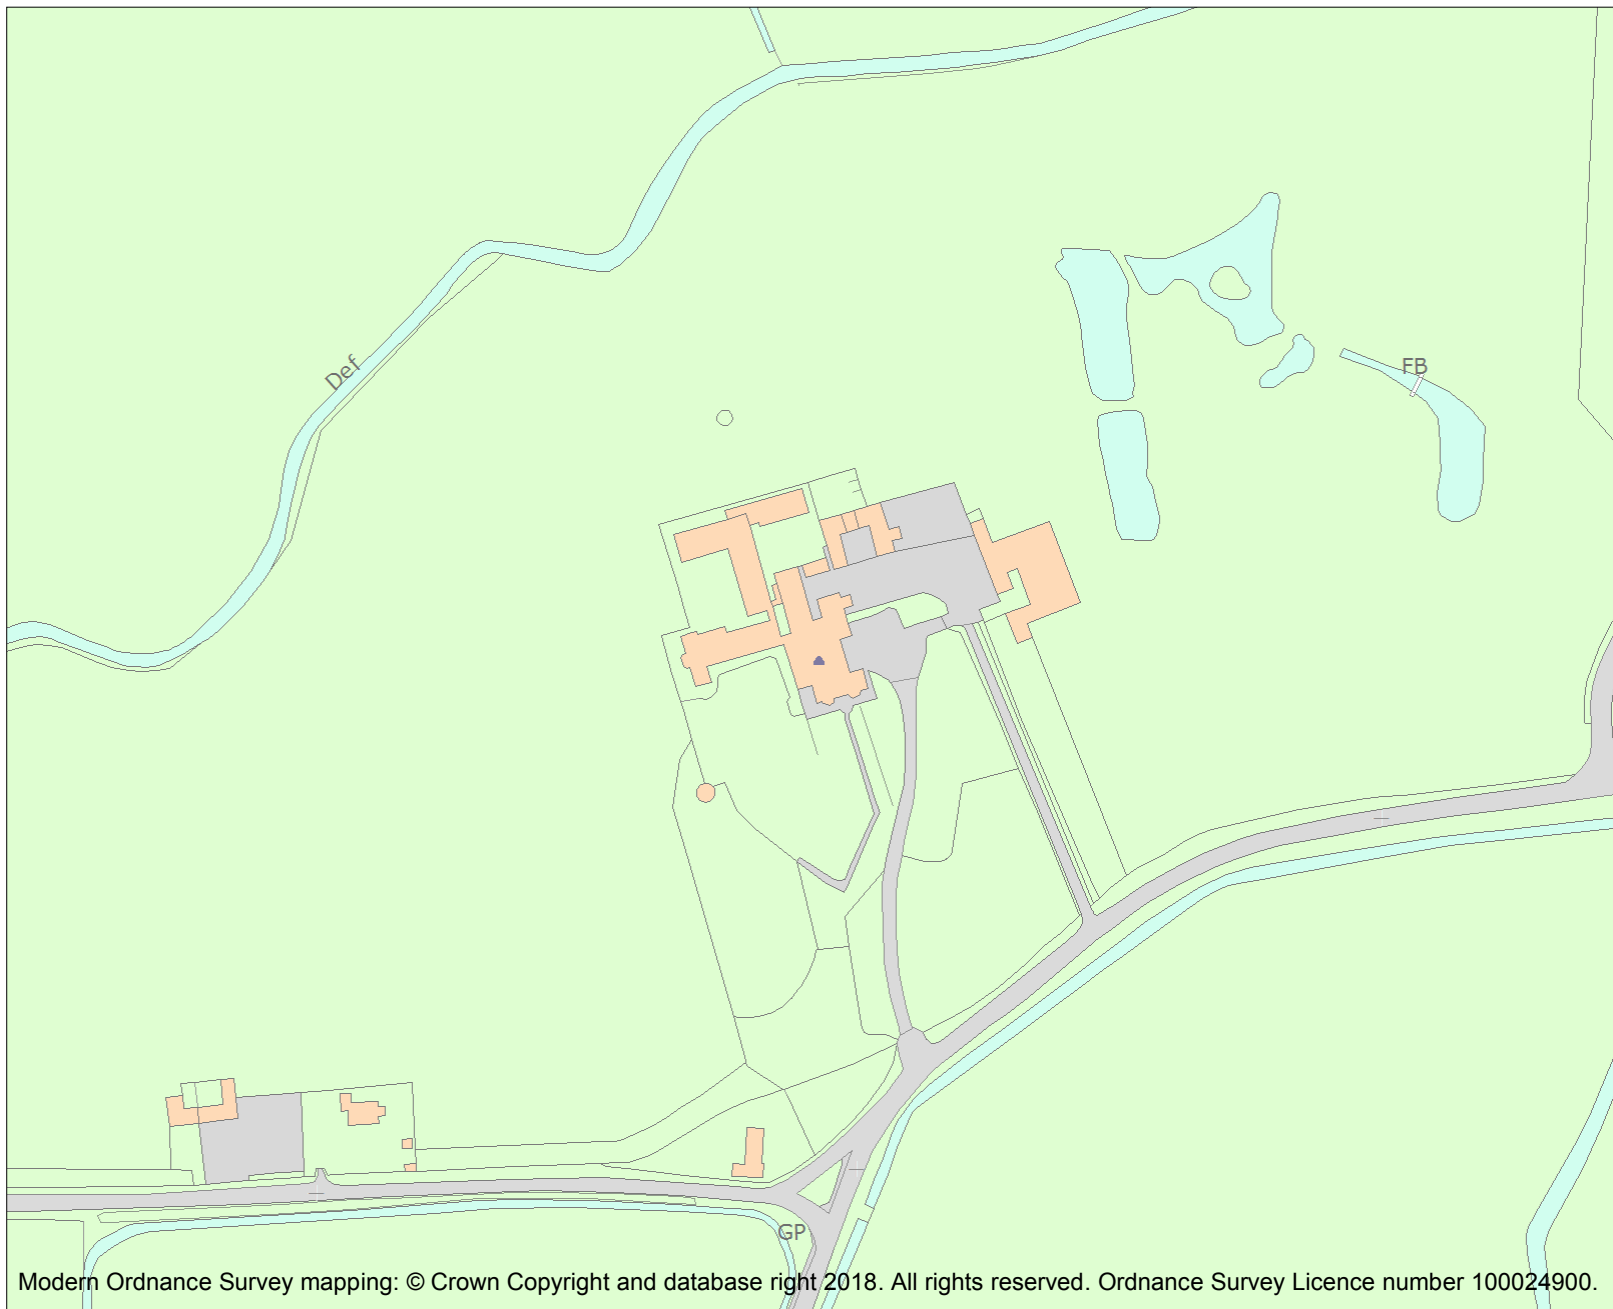 FB
Def
GP
Modern Ordnance Survey mapping: © Crown Copyright and database right 2018. All rights reserved. Ordnance Survey Licence number 100024900.